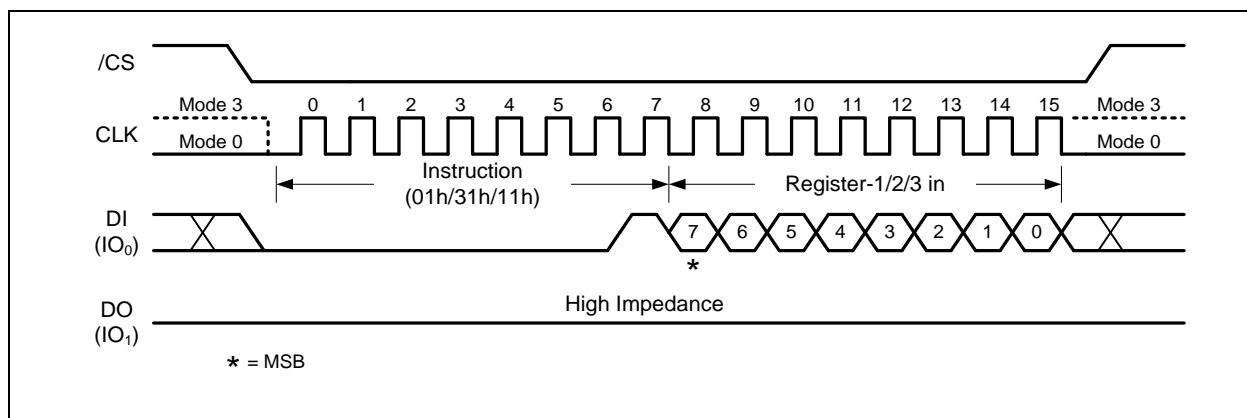 /CS
Mode 3 0 1 2 3 4 5 6 7 8 9 10 11 12 13 14 15 Mode 3
CLK
Mode 0 Mode 0
Instruction
(01h/31h/11h)
Register-1/2/3 in
DI
(IO₀)
7 6 5 4 3 2 1 0
*
High Impedance
DO
(IO₁)
* = MSB